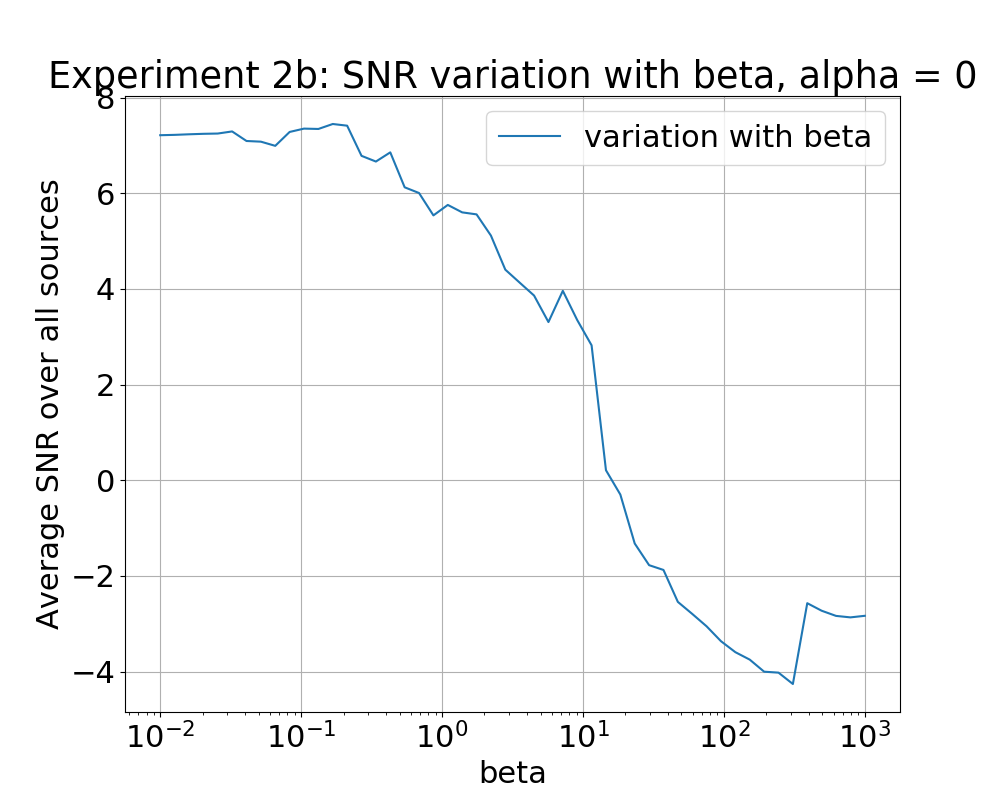 Experiment 2b: SNR variation with beta, alpha = 0
variation with beta
Average SNR over all sources
8
6
4
2
0
−2
−4
10⁻² 10⁻¹ 10⁰ 10¹ 10² 10³
beta